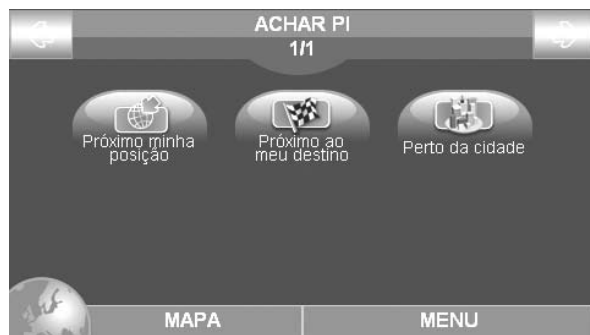 ACHAR PI
1/1
Próximo minha
posição
Próximo ao
meu destino
Perto da cidade
MAPA
MENU